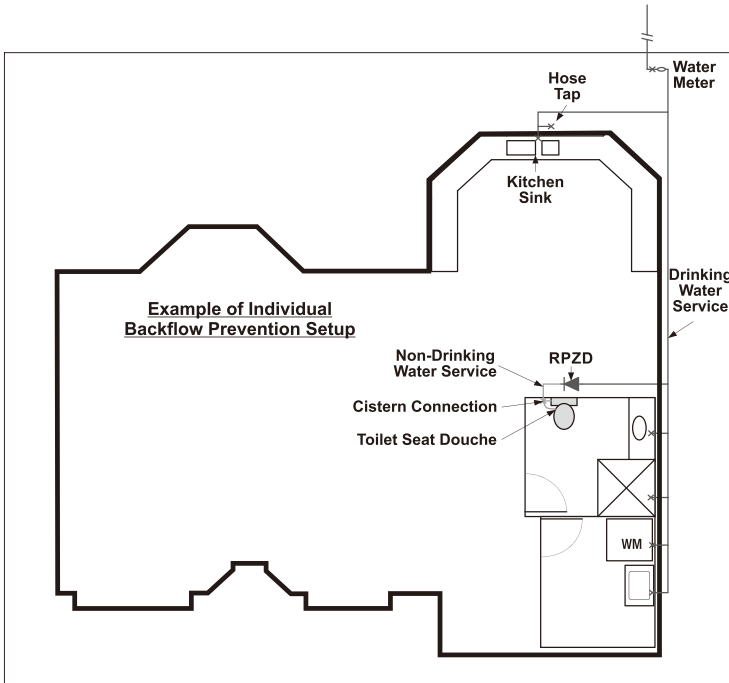 Water
Meter
Hose
Tap
Kitchen
Sink
Drinking
Water
Service
Example of Individual
Backflow Prevention Setup
Non-Drinking
Water Service
RPZD
Cistern Connection
Toilet Seat Douche
WM